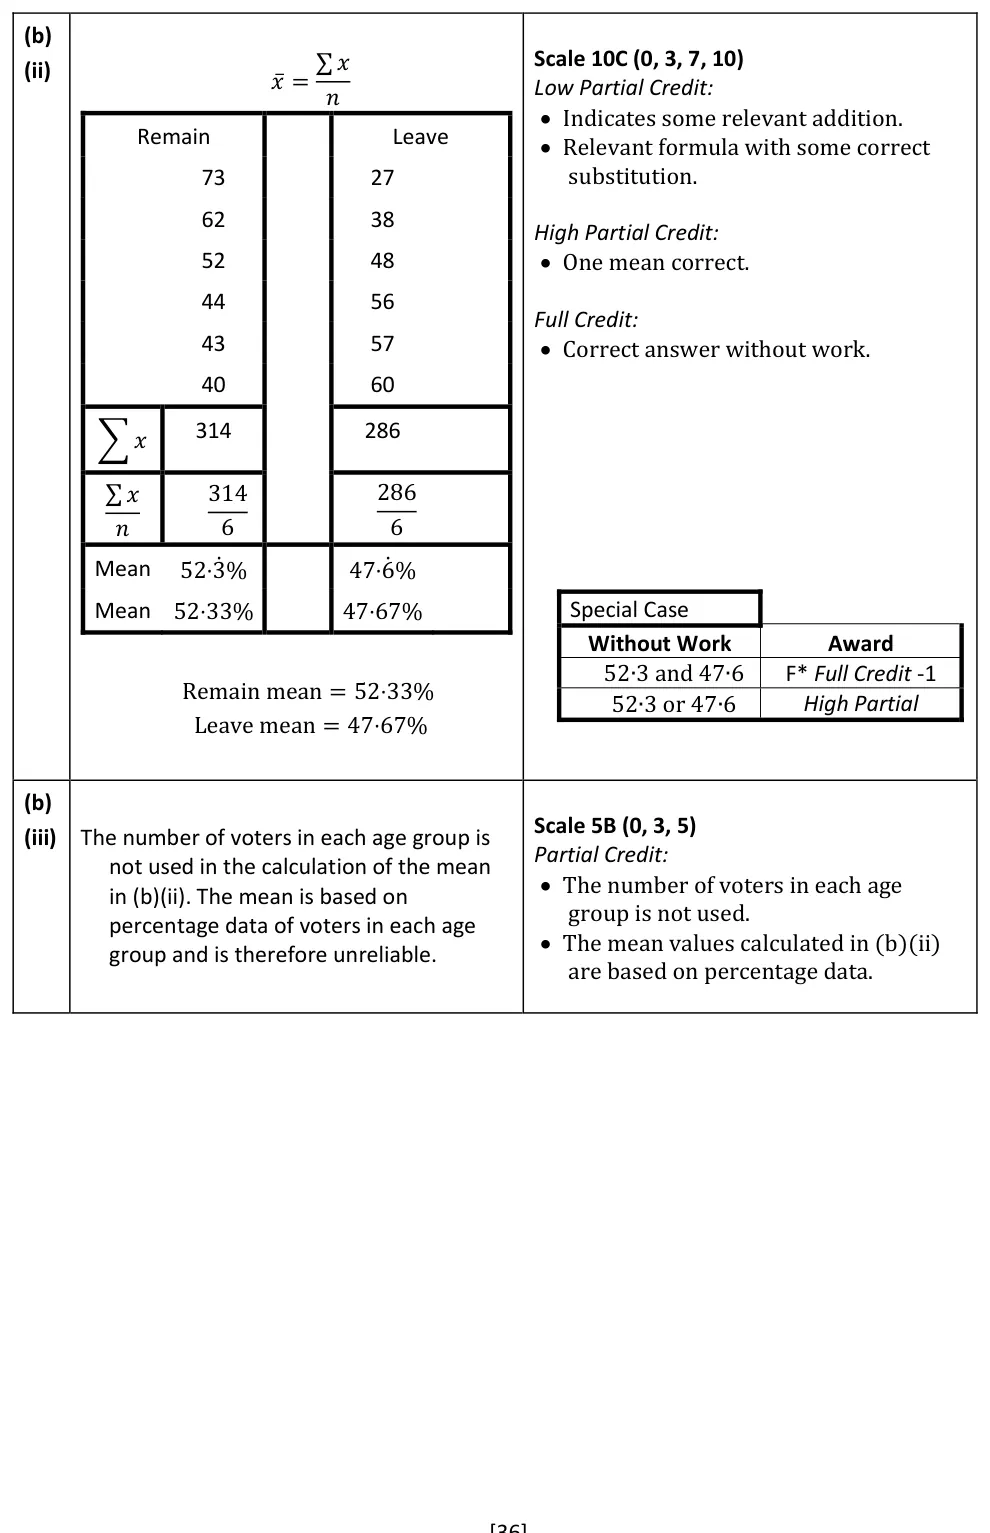 (b)
(ii)
x̄ = ∑ x / n
Remain Leave
73 27
62 38
52 48
44 56
43 57
40 60
∑ x 314 286
∑ x / n 314 / 6 286 / 6
Mean 52·3̇% 47·6̇%
Mean 52·33% 47·67%
Remain mean = 52·33%
Leave mean = 47·67%
Scale 10C (0, 3, 7, 10)
Low Partial Credit:
• Indicates some relevant addition.
• Relevant formula with some correct
substitution.
High Partial Credit:
• One mean correct.
Full Credit:
• Correct answer without work.
Special Case
Without Work Award
52·3 and 47·6 F* Full Credit -1
52·3 or 47·6 High Partial
(b)
(iii)
The number of voters in each age group is
not used in the calculation of the mean
in (b)(ii). The mean is based on
percentage data of voters in each age
group and is therefore unreliable.
Scale 5B (0, 3, 5)
Partial Credit:
• The number of voters in each age
group is not used.
• The mean values calculated in (b)(ii)
are based on percentage data.
[36]